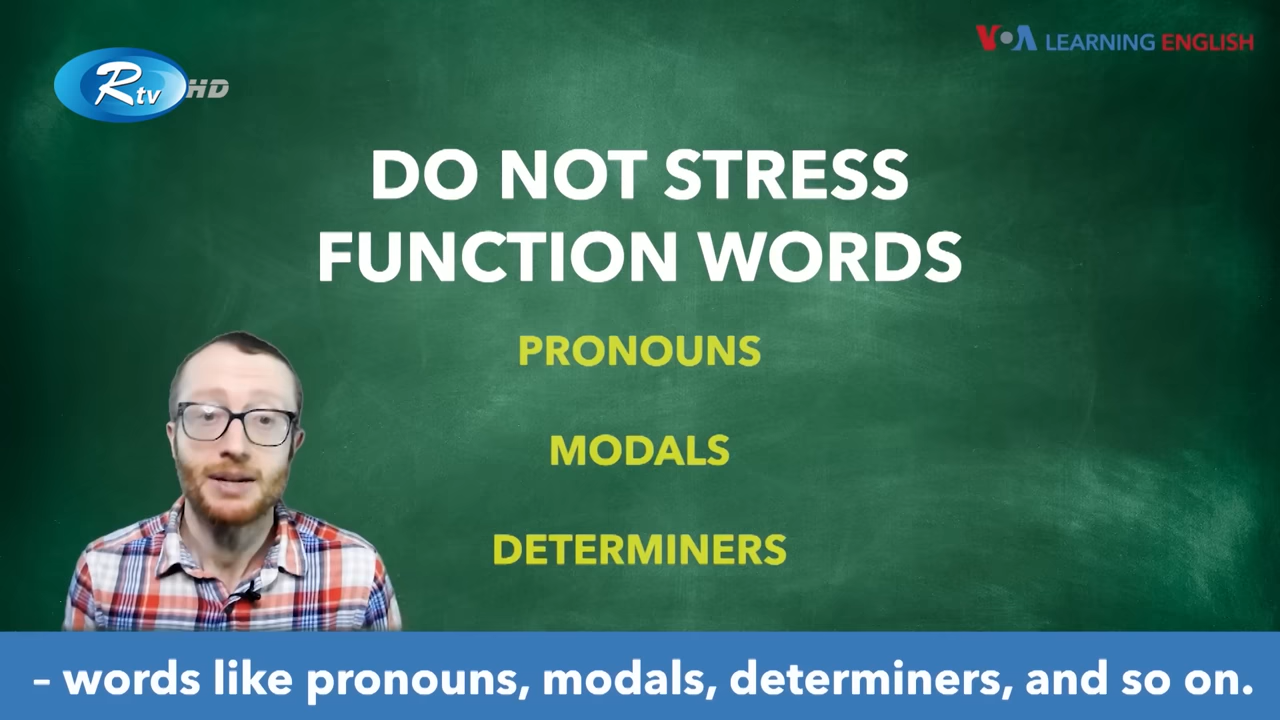 Rtv HD
VOA LEARNING ENGLISH
DO NOT STRESS
FUNCTION WORDS
PRONOUNS
MODALS
DETERMINERS
– words like pronouns, modals, determiners, and so on.